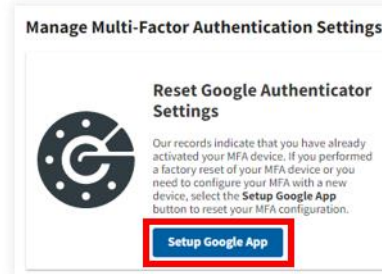 Manage Multi-Factor Authentication Settings
Reset Google Authenticator
Settings
Our records indicate that you have already
activated your MFA device. If you performed
a factory reset of your MFA device or you
need to configure your MFA with a new
device, select the Setup Google App
button to reset your MFA configuration.
Setup Google App